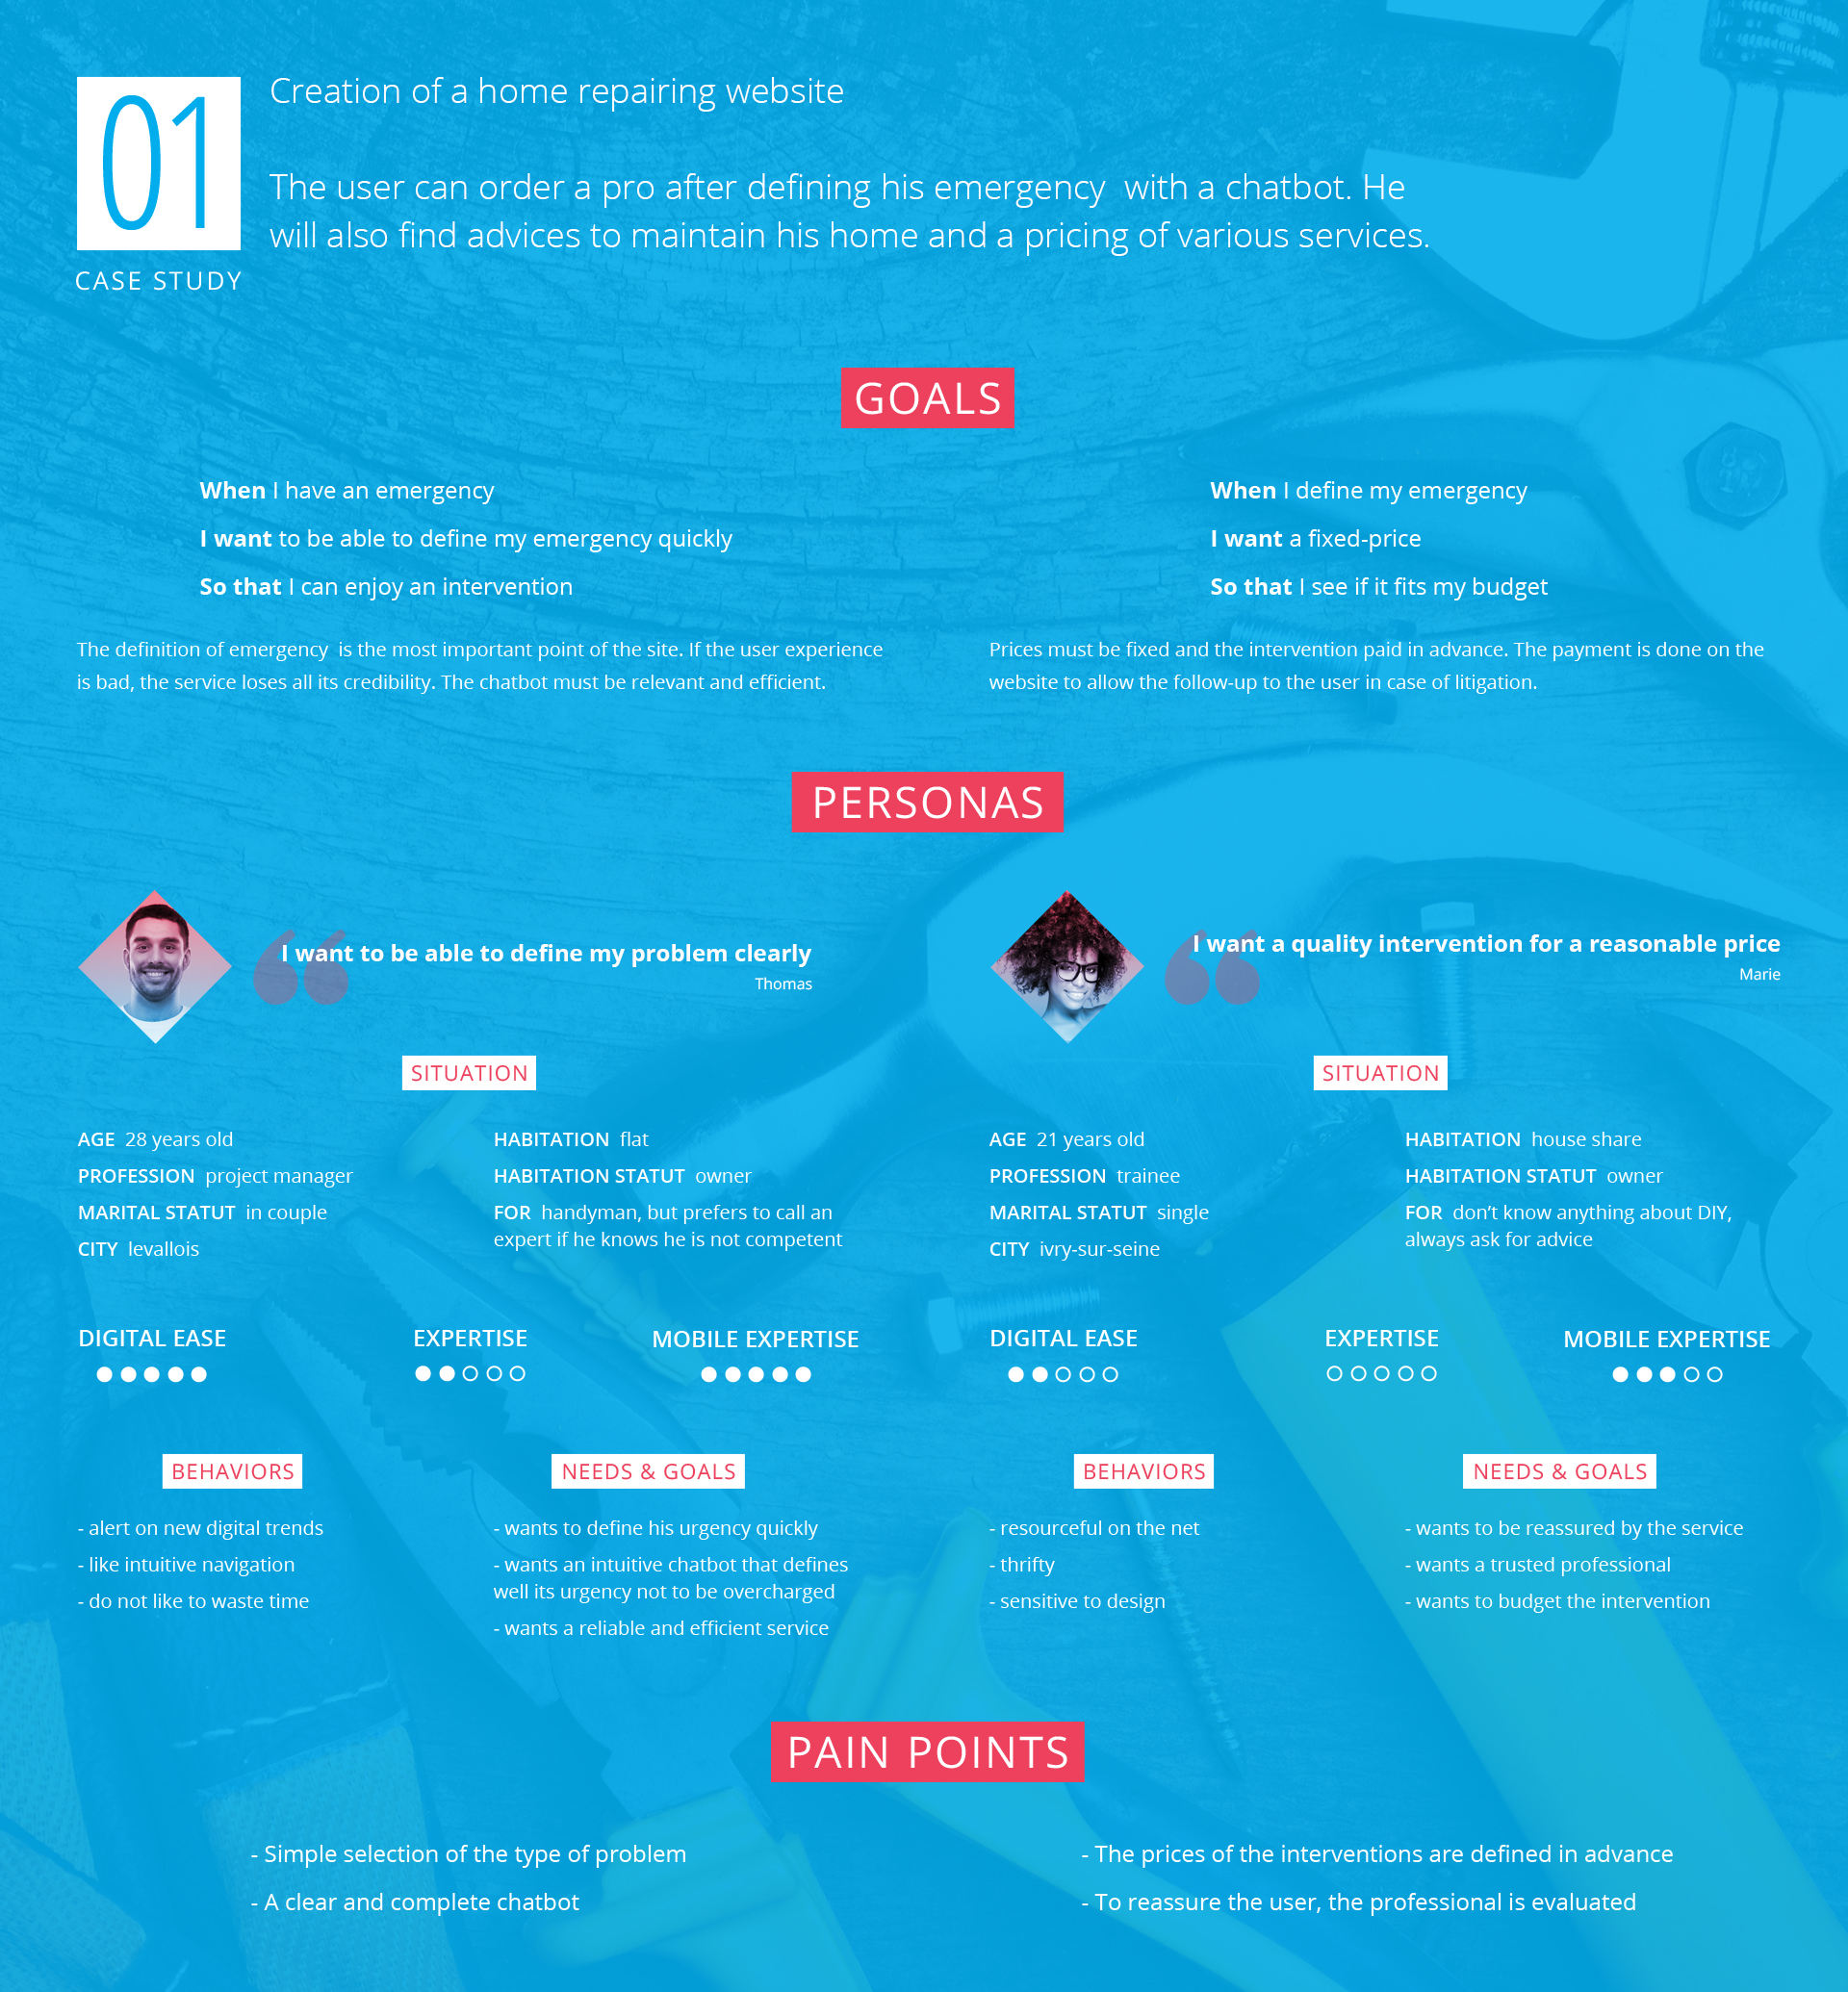 01
CASE STUDY
Creation of a home repairing website
The user can order a pro after defining his emergency with a chatbot. He
will also find advices to maintain his home and a pricing of various services.
GOALS
When I have an emergency
I want to be able to define my emergency quickly
So that I can enjoy an intervention
The definition of emergency is the most important point of the site. If the user experience
is bad, the service loses all its credibility. The chatbot must be relevant and efficient.
When I define my emergency
I want a fixed-price
So that I see if it fits my budget
Prices must be fixed and the intervention paid in advance. The payment is done on the
website to allow the follow-up to the user in case of litigation.
PERSONAS
I want to be able to define my problem clearly
Thomas
SITUATION
AGE 28 years old
PROFESSION project manager
MARITAL STATUT in couple
CITY levallois
HABITATION flat
HABITATION STATUT owner
FOR handyman, but prefers to call an
expert if he knows he is not competent
DIGITAL EASE
EXPERTISE
MOBILE EXPERTISE
BEHAVIORS
- alert on new digital trends
- like intuitive navigation
- do not like to waste time
NEEDS & GOALS
- wants to define his urgency quickly
- wants an intuitive chatbot that defines
well its urgency not to be overcharged
- wants a reliable and efficient service
I want a quality intervention for a reasonable price
Marie
SITUATION
AGE 21 years old
PROFESSION trainee
MARITAL STATUT single
CITY ivry-sur-seine
HABITATION house share
HABITATION STATUT owner
FOR don’t know anything about DIY,
always ask for advice
DIGITAL EASE
EXPERTISE
MOBILE EXPERTISE
BEHAVIORS
- resourceful on the net
- thrifty
- sensitive to design
NEEDS & GOALS
- wants to be reassured by the service
- wants a trusted professional
- wants to budget the intervention
PAIN POINTS
- Simple selection of the type of problem
- A clear and complete chatbot
- The prices of the interventions are defined in advance
- To reassure the user, the professional is evaluated